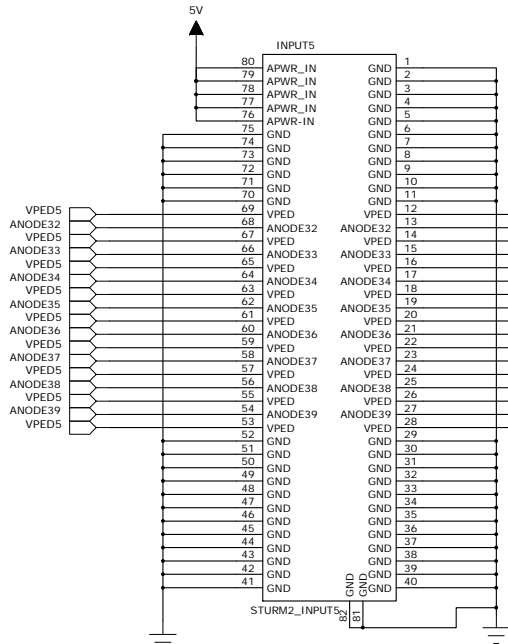 5V
INPUT5
80 APWR_IN GND 1
79 APWR_IN GND 2
78 APWR_IN GND 3
77 APWR_IN GND 4
76 APWR-IN GND 5
75 GND GND 6
74 GND GND 7
73 GND GND 8
72 GND GND 9
71 GND GND 10
70 GND GND 11
VPED5 69 VPED VPED 12
ANODE32 68 ANODE32 ANODE32 13
VPED5 67 VPED VPED 14
ANODE33 66 ANODE33 ANODE33 15
VPED5 65 VPED VPED 16
ANODE34 64 ANODE34 ANODE34 17
VPED5 63 VPED VPED 18
ANODE35 62 ANODE35 ANODE35 19
VPED5 61 VPED VPED 20
ANODE36 60 ANODE36 ANODE36 21
VPED5 59 VPED VPED 22
ANODE37 58 ANODE37 ANODE37 23
VPED5 57 VPED VPED 24
ANODE38 56 ANODE38 ANODE38 25
VPED5 55 VPED VPED 26
ANODE39 54 ANODE39 ANODE39 27
VPED5 53 VPED VPED 28
52 GND GND 29
51 GND GND 30
50 GND GND 31
49 GND GND 32
48 GND GND 33
47 GND GND 34
46 GND GND 35
45 GND GND 36
44 GND GND 37
43 GND GND 38
42 GND GND 39
41 GND GND 40
GND 82
GND 81
STURM2_INPUT5